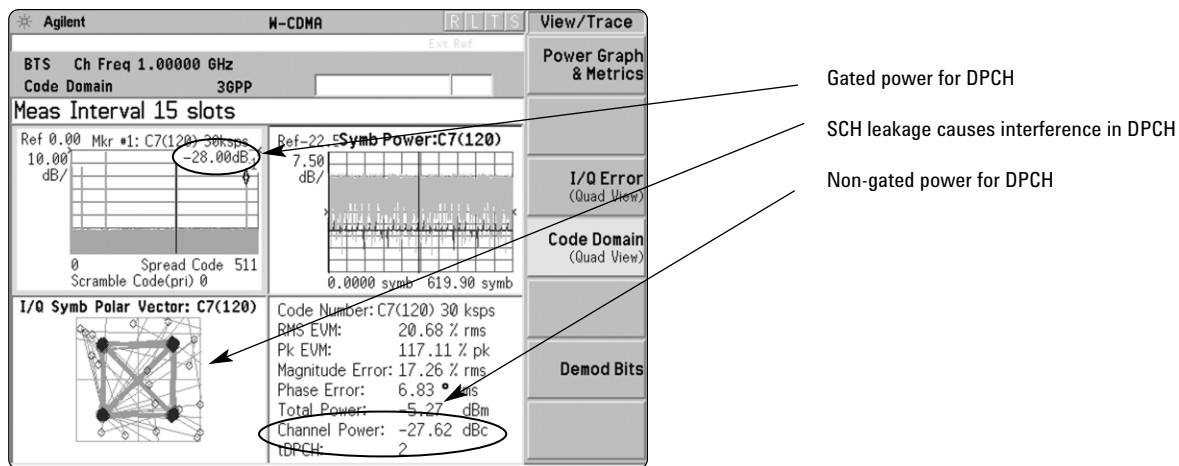 Agilent W-CDMA R L T S View/Trace
Ext Ref
BTS Ch Freq 1.00000 GHz
Code Domain 3GPP
Meas Interval 15 slots
Ref 0.00 Mkr #1: C7(120) 30ksps
10.00 -28.00dB
dB/
1
0 Spread Code 511
Scramble Code(pri) 0
Ref-22.5 Symb Power:C7(120)
7.50
dB/
0.0000 symb 619.90 symb
I/Q Symb Polar Vector: C7(120)
Code Number: C7(120) 30 ksps
RMS EVM: 20.68 % rms
Pk EVM: 117.11 % pk
Magnitude Error: 17.26 % rms
Phase Error: 6.83 °
Total Power: -5.27 dBm
Channel Power: -27.62 dBc
tDPCH: 2
Power Graph
& Metrics
I/Q Error
(Quad View)
Code Domain
(Quad View)
Demod Bits
Gated power for DPCH
SCH leakage causes interference in DPCH
Non-gated power for DPCH